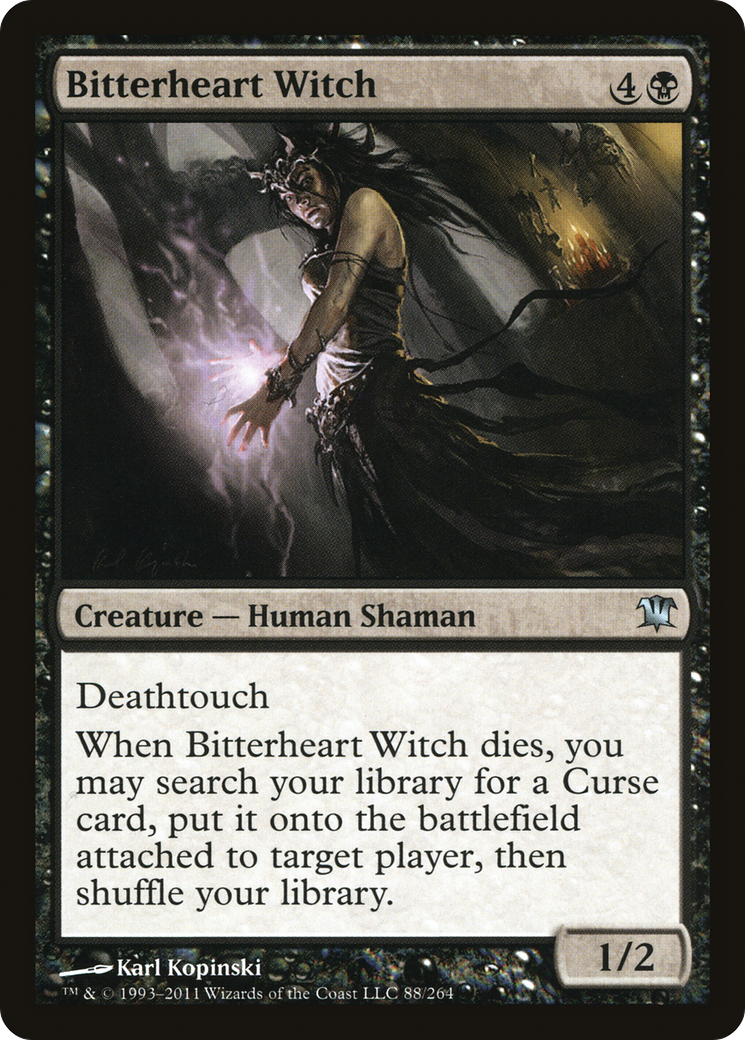 Bitterheart Witch 4
Creature — Human Shaman
Deathtouch
When Bitterheart Witch dies, you
may search your library for a Curse
card, put it onto the battlefield
attached to target player, then
shuffle your library.
1/2
Karl Kopinski
™ & © 1993–2011 Wizards of the Coast LLC 88/264